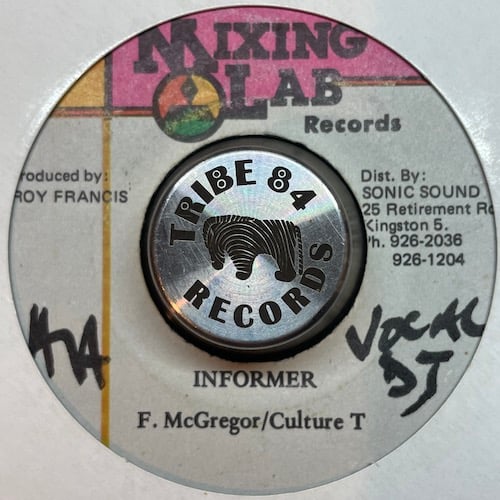 MIXING
LAB
Records
roduced by:
ROY FRANCIS
Dist. By:
SONIC SOUND
25 Retirement Rd
Kingston 5.
Ph. 926-2036
926-1204
TRIBE 84
RECORDS
VOCAL
DJ
INFORMER
F. McGregor/Culture T